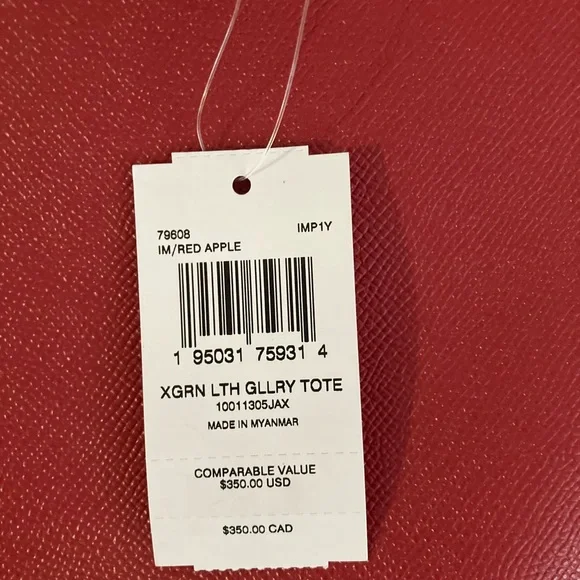 79608 IMP1Y
IM/RED APPLE
1 95031 75931 4
XGRN LTH GLLRY TOTE
10011305JAX
MADE IN MYANMAR
COMPARABLE VALUE
$350.00 USD
$350.00 CAD